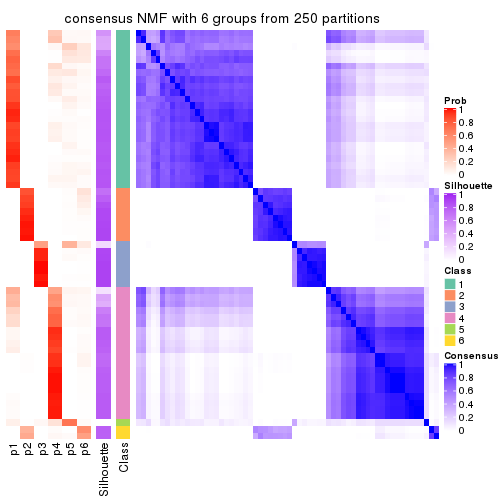 consensus NMF with 6 groups from 250 partitions
Prob
1
0.8
0.6
0.4
0.2
0
Silhouette
1
0.8
0.6
0.4
0.2
0
Class
1
2
3
4
5
6
Consensus
1
0.8
0.6
0.4
0.2
0
p1
p2
p3
p4
p5
p6
Silhouette
Class